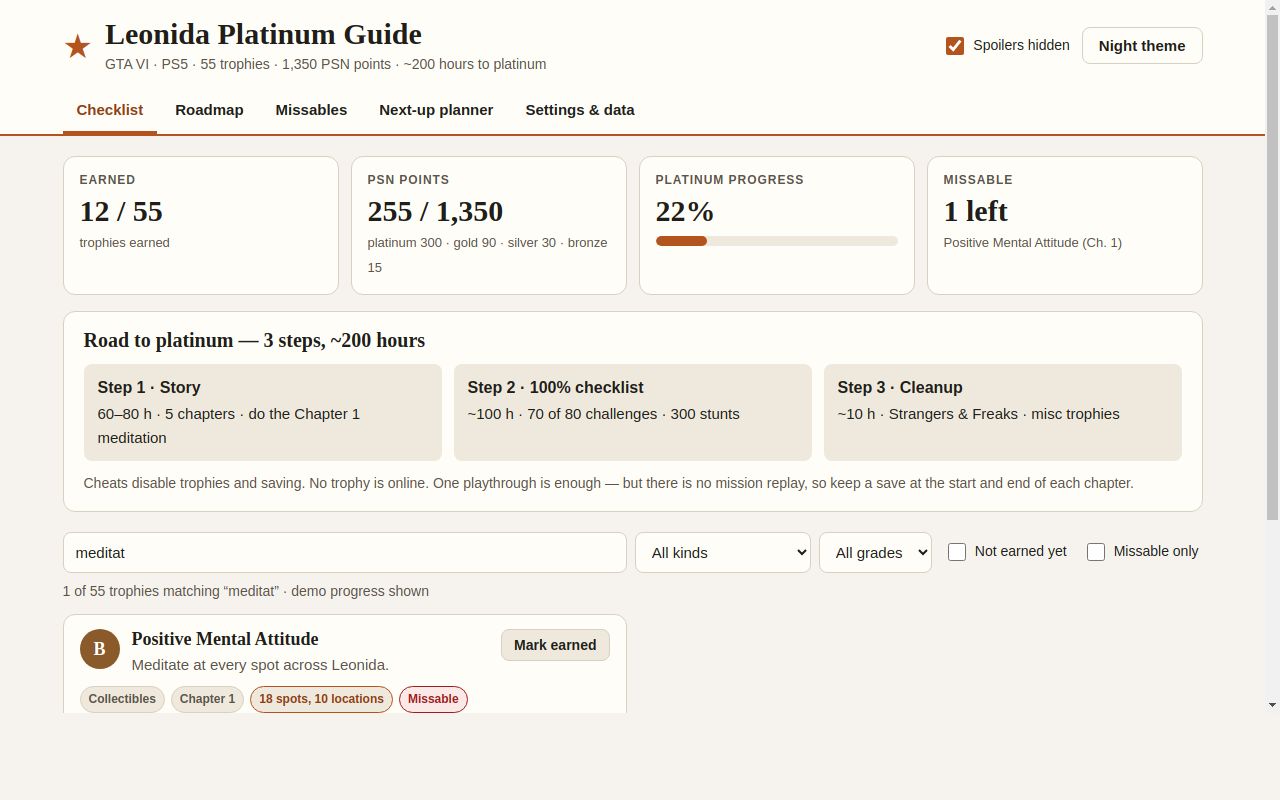 ★ Leonida Platinum Guide
GTA VI · PS5 · 55 trophies · 1,350 PSN points · ~200 hours to platinum
Spoilers hidden
Night theme
Checklist
Roadmap
Missables
Next-up planner
Settings & data
EARNED
12 / 55
trophies earned
PSN POINTS
255 / 1,350
platinum 300 · gold 90 · silver 30 · bronze
15
PLATINUM PROGRESS
22%
MISSABLE
1 left
Positive Mental Attitude (Ch. 1)
Road to platinum — 3 steps, ~200 hours
Step 1 · Story
60–80 h · 5 chapters · do the Chapter 1
meditation
Step 2 · 100% checklist
~100 h · 70 of 80 challenges · 300 stunts
Step 3 · Cleanup
~10 h · Strangers & Freaks · misc trophies
Cheats disable trophies and saving. No trophy is online. One playthrough is enough — but there is no mission replay, so keep a save at the start and end of each chapter.
meditat
All kinds
All grades
Not earned yet
Missable only
1 of 55 trophies matching “meditat” · demo progress shown
B
Positive Mental Attitude
Mark earned
Meditate at every spot across Leonida.
Collectibles
Chapter 1
18 spots, 10 locations
Missable